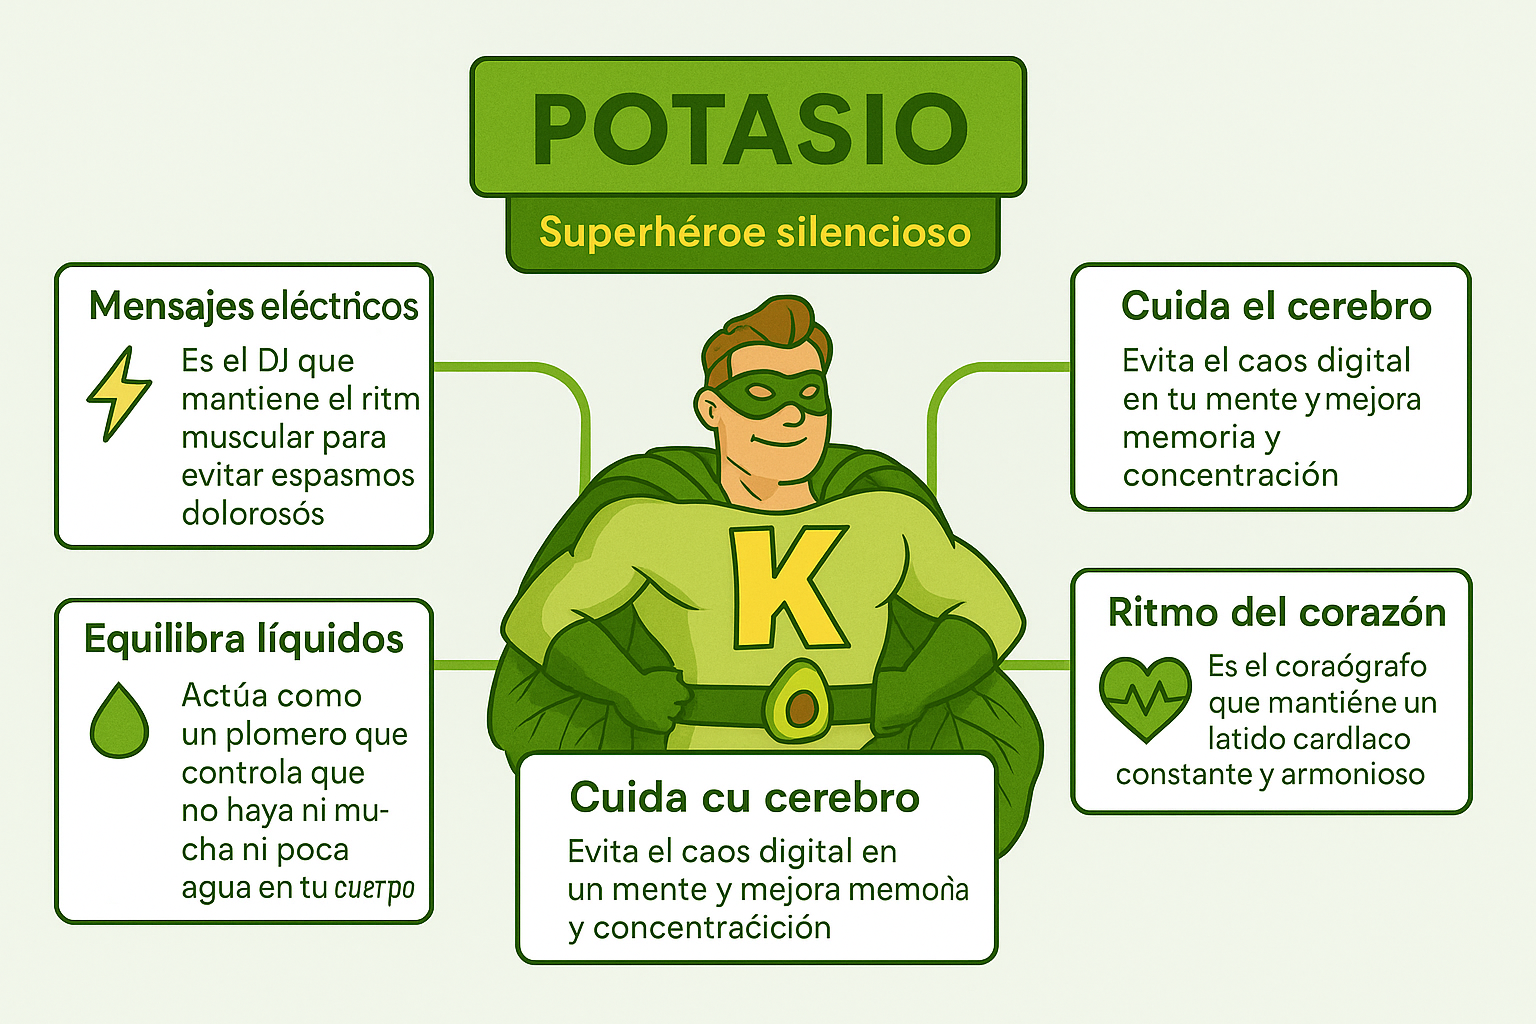 POTASIO
Superhéroe silencioso
Mensajes eléctricos
Es el DJ que
mantiene el ritm
muscular para
evitar espasmos
dolorosós
Equilibra líquidos
Actúa como
un plomero que
controla que
no haya ni mu-
cha ni poca
agua en tu cuerpo
K
Cuida el cerebro
Evita el caos digital
en tu mente y mejora
memoria y
concentración
Ritmo del corazón
Es el coraógrafo
que mantiéne un
latido cardlaco
constante y armonioso
Cuida cu cerebro
Evita el caos digital en
un mente y mejora memoria
y concentraćición